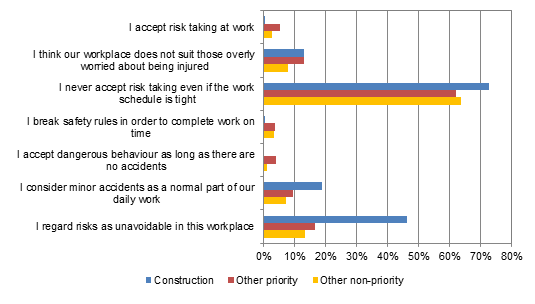 I accept risk taking at work
I think our workplace does not suit those overly
worried about being injured
I never accept risk taking even if the work
schedule is tight
I break safety rules in order to complete work on
time
I accept dangerous behaviour as long as there are
no accidents
I consider minor accidents as a normal part of our
daily work
I regard risks as unavoidable in this workplace
0% 10% 20% 30% 40% 50% 60% 70% 80%
Construction Other priority Other non-priority